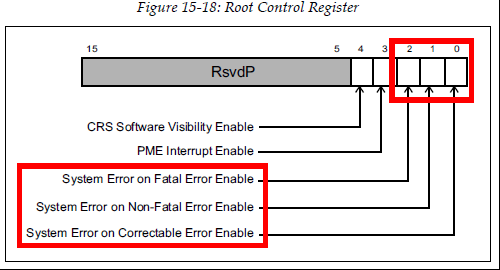 Figure 15-18: Root Control Register
15 5 4 3 2 1 0
RsvdP
CRS Software Visibility Enable
PME Interrupt Enable
System Error on Fatal Error Enable
System Error on Non-Fatal Error Enable
System Error on Correctable Error Enable